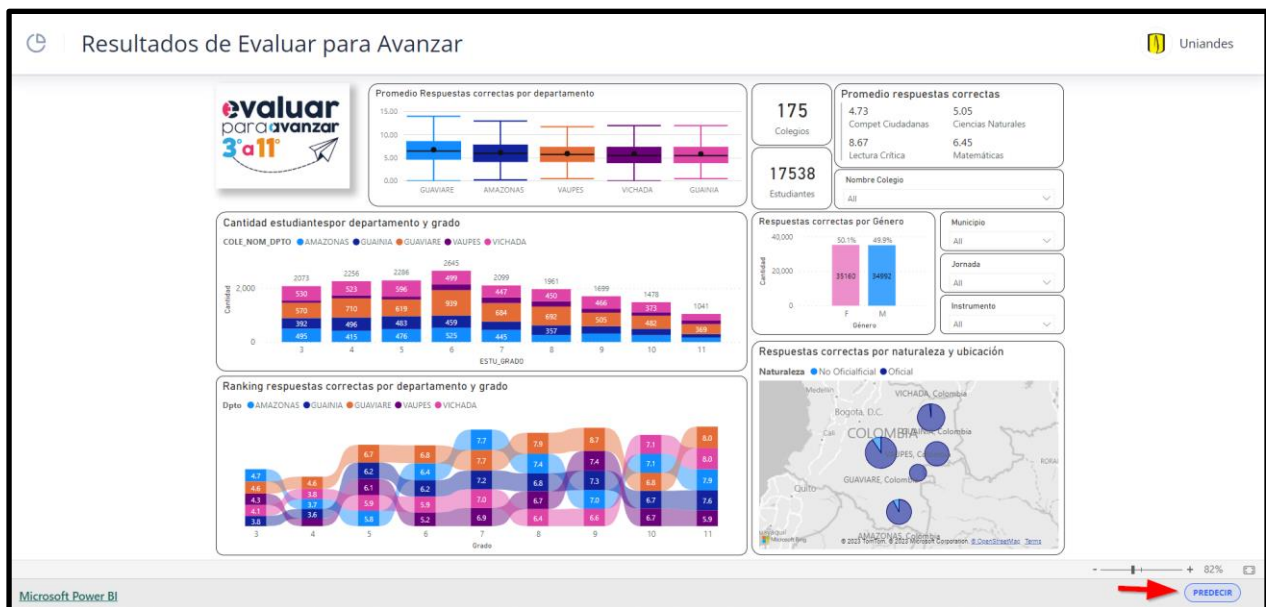 Resultados de Evaluar para Avanzar
Uniandes
evaluar
para avanzar
3°a11°
Promedio Respuestas correctas por departamento
15.00
10.00
5.00
0.00
GUAVIARE AMAZONAS VAUPES VICHADA GUAINIA
175
Colegios
17538
Estudiantes
Promedio respuestas correctas
4.73 5.05
Compet Ciudadanas Ciencias Naturales
8.67 6.45
Lectura Crítica Matemáticas
Nombre Colegio
All
Cantidad estudiantespor departamento y grado
COLE_NOM_DPTO AMAZONAS GUAINIA GUAVIARE VAUPES VICHADA
Cantidad
2,000
0
2073 2256 2286 2645 2099 1961 1699 1478 1041
530 523 596 499 447 450 466 373
570 710 619 939 684 692 505 482 369
392 496 483 459 357
495 415 476 525 445
3 4 5 6 7 8 9 10 11
ESTU_GRADO
Respuestas correctas por Género
Cantidad
40,000
20,000
0
50.1% 49.9%
35160 34992
F M
Género
Municipio
All
Jornada
All
Instrumento
All
Ranking respuestas correctas por departamento y grado
Dpto AMAZONAS GUAINIA GUAVIARE VAUPES VICHADA
4.7 4.6 6.7 6.8 7.7 7.9 8.7 7.1 8.0
4.6 3.8 6.2 6.4 7.7 7.4 7.4 7.1 8.0
4.3 3.7 6.1 6.2 7.2 6.8 7.3 6.8 7.9
4.1 3.6 5.9 5.9 7.0 6.7 7.0 6.7 7.6
3.8 5.8 5.2 6.9 6.4 6.6 6.7 5.9
3 4 5 6 7 8 9 10 11
Grado
Respuestas correctas por naturaleza y ubicación
Naturaleza No Oficialficial Oficial
Medellín
VICHADA, Colombia
Bogotá, D.C.
Cali COLOMBIA
Colombia
GUAVIARE, Colombia
Quito
AMAZONAS, Colombia
Microsoft Bing
© 2023 TomTom, © 2023 Microsoft Corporation, © OpenStreetMap Terms
- + 82%
Microsoft Power BI
PREDECIR